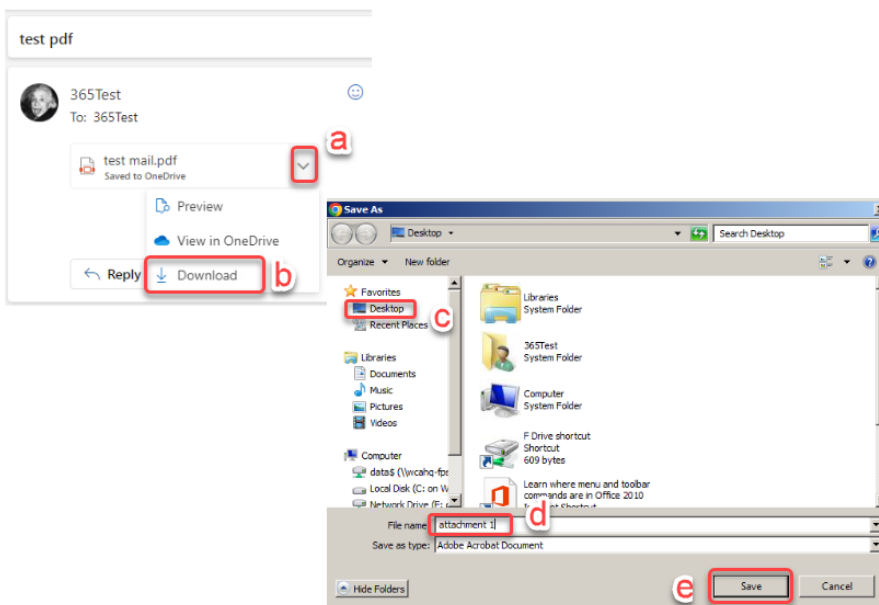 test pdf
365Test
To: 365Test
a
test mail.pdf
Saved to OneDrive
Preview
View in OneDrive
Reply
Download
b
Save As
Desktop
Search Desktop
Organize
New folder
Favorites
Desktop
c
Recent Places
Libraries
Documents
Music
Pictures
Videos
Computer
data$ (\\wcahq-fps
Local Disk (C: on W
Network Drive (F:
Libraries
System Folder
365Test
System Folder
Computer
System Folder
F Drive shortcut
Shortcut
609 bytes
Learn where menu and toolbar
commands are in Office 2010
Shortcut
d
File name
attachment 1
Save as type:
Adobe Acrobat Document
Hide Folders
e
Save
Cancel